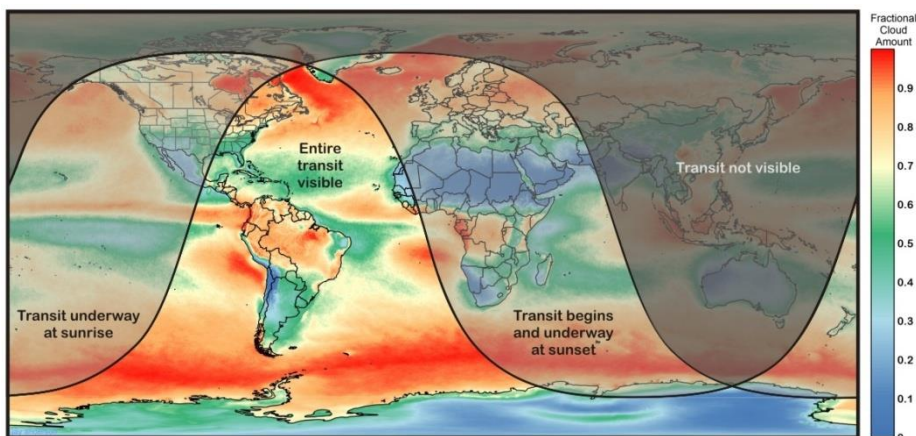 Fractional
Cloud
Amount
Entire
transit
visible
Transit not visible
Transit underway
at sunrise
Transit begins
and underway
at sunset
0.9
0.8
0.7
0.6
0.5
0.4
0.3
0.2
0.1